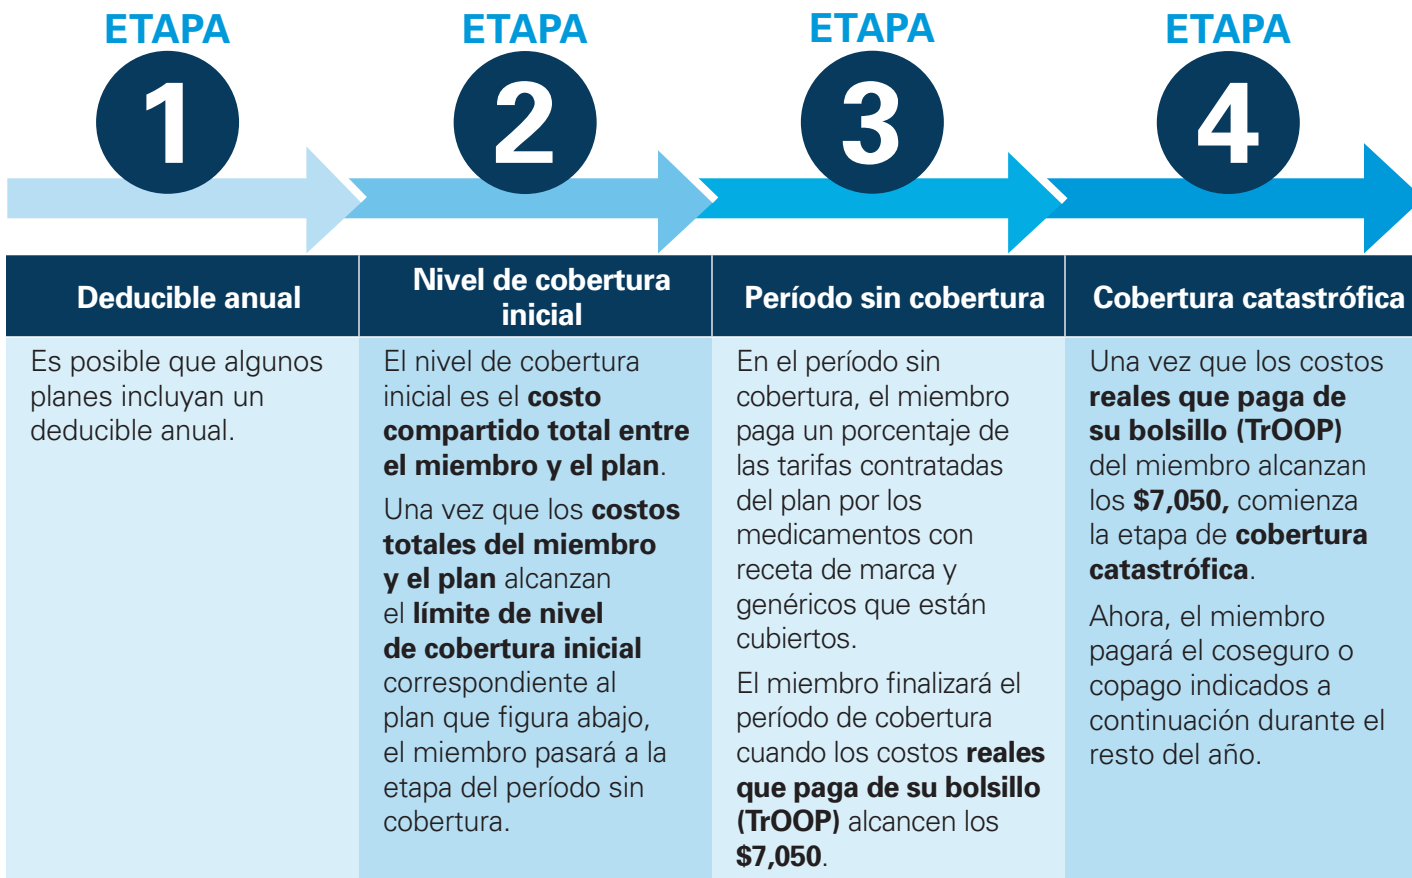 ETAPA
1
ETAPA
2
ETAPA
3
ETAPA
4
Deducible anual
Es posible que algunos
planes incluyan un
deducible anual.
Nivel de cobertura
inicial
El nivel de cobertura
inicial es el costo
compartido total entre
el miembro y el plan.
Una vez que los costos
totales del miembro
y el plan alcanzan
el límite de nivel
de cobertura inicial
correspondiente al
plan que figura abajo,
el miembro pasará a la
etapa del período sin
cobertura.
Período sin cobertura
En el período sin
cobertura, el miembro
paga un porcentaje de
las tarifas contratadas
del plan por los
medicamentos con
receta de marca y
genéricos que están
cubiertos.
El miembro finalizará el
período de cobertura
cuando los costos reales
que paga de su bolsillo
(TrOOP) alcancen los
$7,050.
Cobertura catastrófica
Una vez que los costos
reales que paga de
su bolsillo (TrOOP)
del miembro alcanzan
los $7,050, comienza
la etapa de cobertura
catastrófica.
Ahora, el miembro
pagará el coseguro o
copago indicados a
continuación durante el
resto del año.